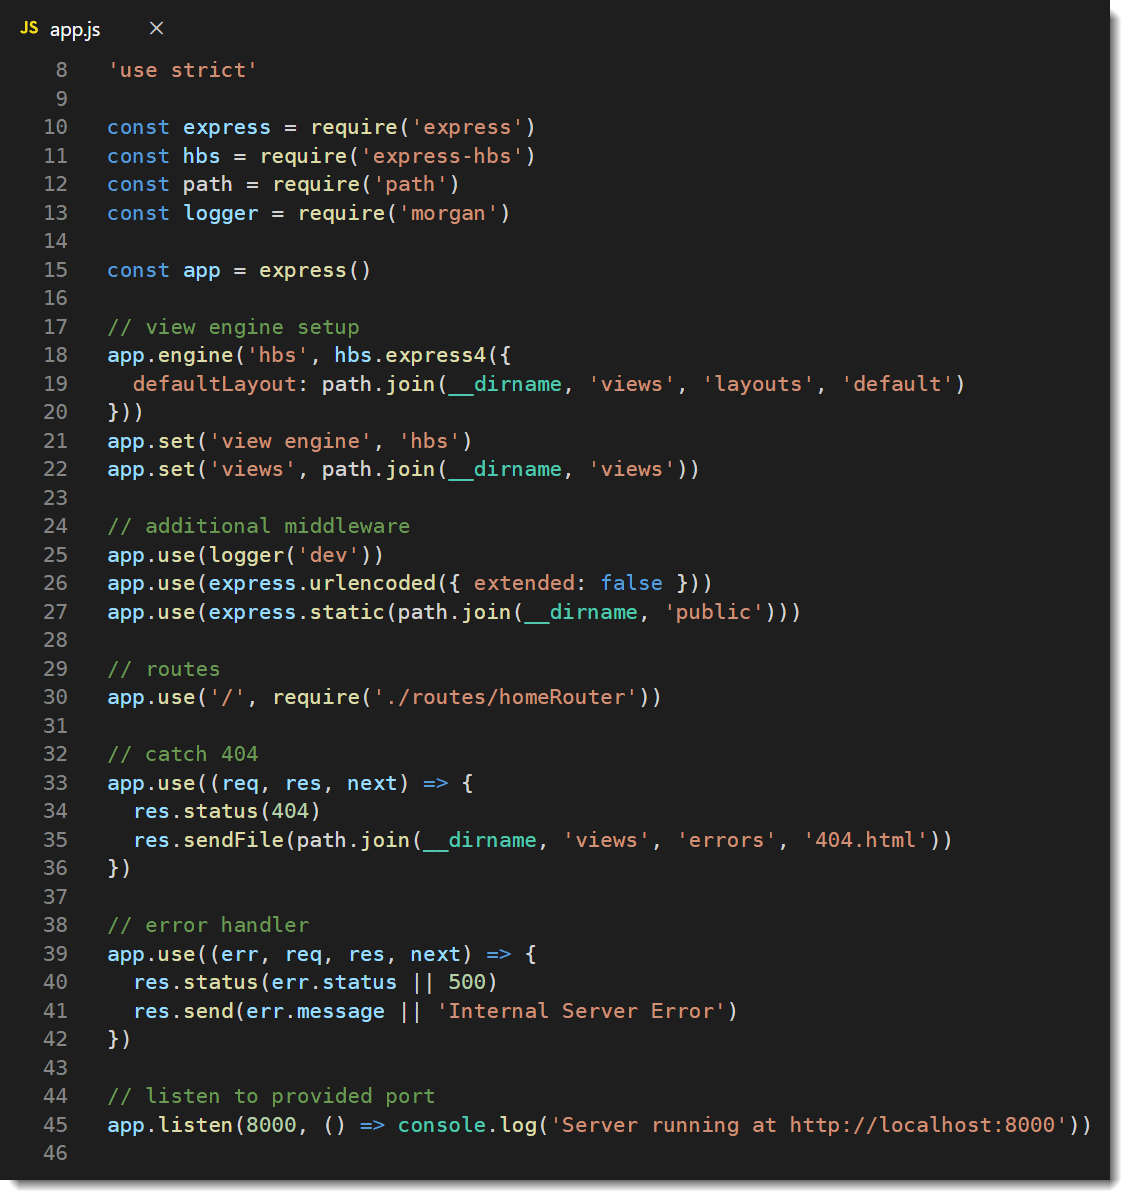 JS app.js ×
8 'use strict'
9
10 const express = require('express')
11 const hbs = require('express-hbs')
12 const path = require('path')
13 const logger = require('morgan')
14
15 const app = express()
16
17 // view engine setup
18 app.engine('hbs', hbs.express4({
19   defaultLayout: path.join(__dirname, 'views', 'layouts', 'default')
20 }))
21 app.set('view engine', 'hbs')
22 app.set('views', path.join(__dirname, 'views'))
23
24 // additional middleware
25 app.use(logger('dev'))
26 app.use(express.urlencoded({ extended: false }))
27 app.use(express.static(path.join(__dirname, 'public')))
28
29 // routes
30 app.use('/', require('./routes/homeRouter'))
31
32 // catch 404
33 app.use((req, res, next) => {
34   res.status(404)
35   res.sendFile(path.join(__dirname, 'views', 'errors', '404.html'))
36 })
37
38 // error handler
39 app.use((err, req, res, next) => {
40   res.status(err.status || 500)
41   res.send(err.message || 'Internal Server Error')
42 })
43
44 // listen to provided port
45 app.listen(8000, () => console.log('Server running at http://localhost:8000'))
46